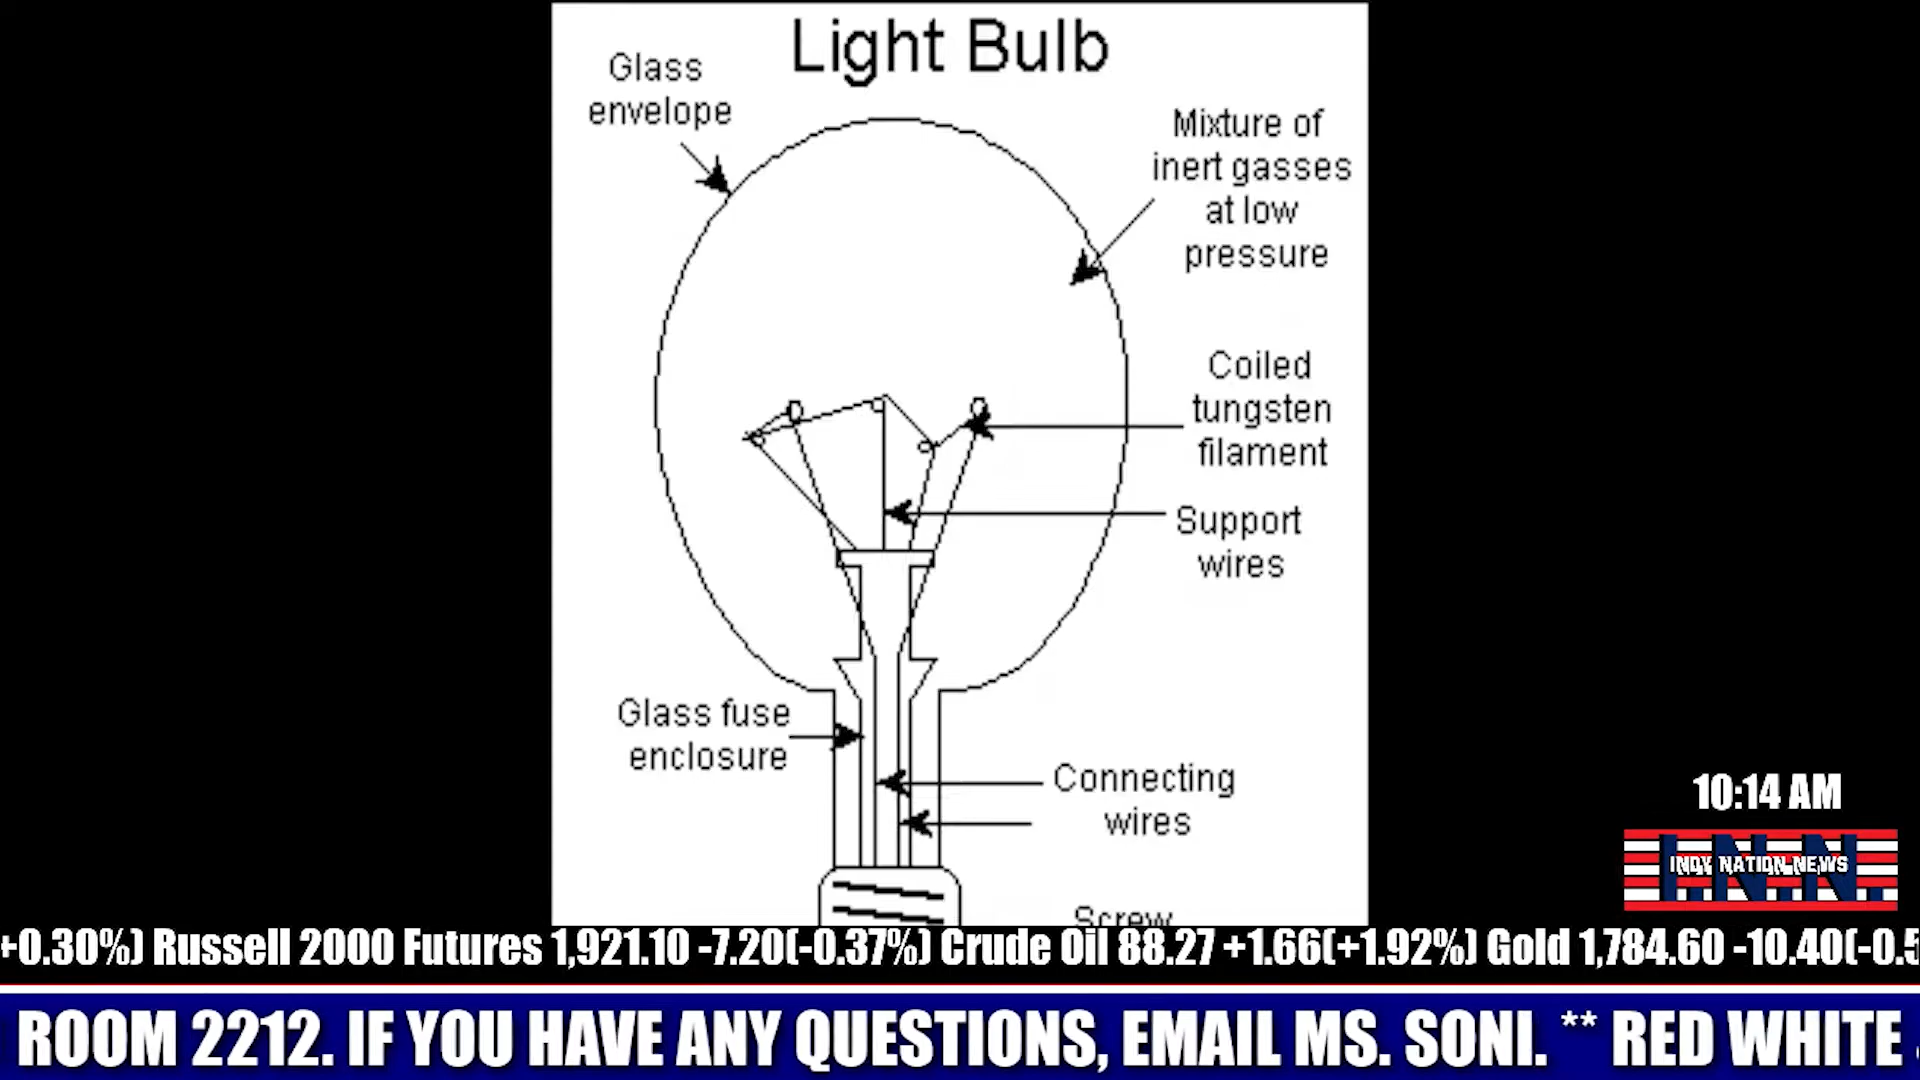 Light Bulb
Glass
envelope
Mixture of
inert gasses
at low
pressure
Coiled
tungsten
filament
Support
wires
Glass fuse
enclosure
Connecting
wires
Screw
10:14 AM
I.N.N.
INDY NATION NEWS
+0.30%) Russell 2000 Futures 1,921.10 -7.20(-0.37%) Crude Oil 88.27 +1.66(+1.92%) Gold 1,784.60 -10.40(-0.5
ROOM 2212. IF YOU HAVE ANY QUESTIONS, EMAIL MS. SONI. ** RED WHITE